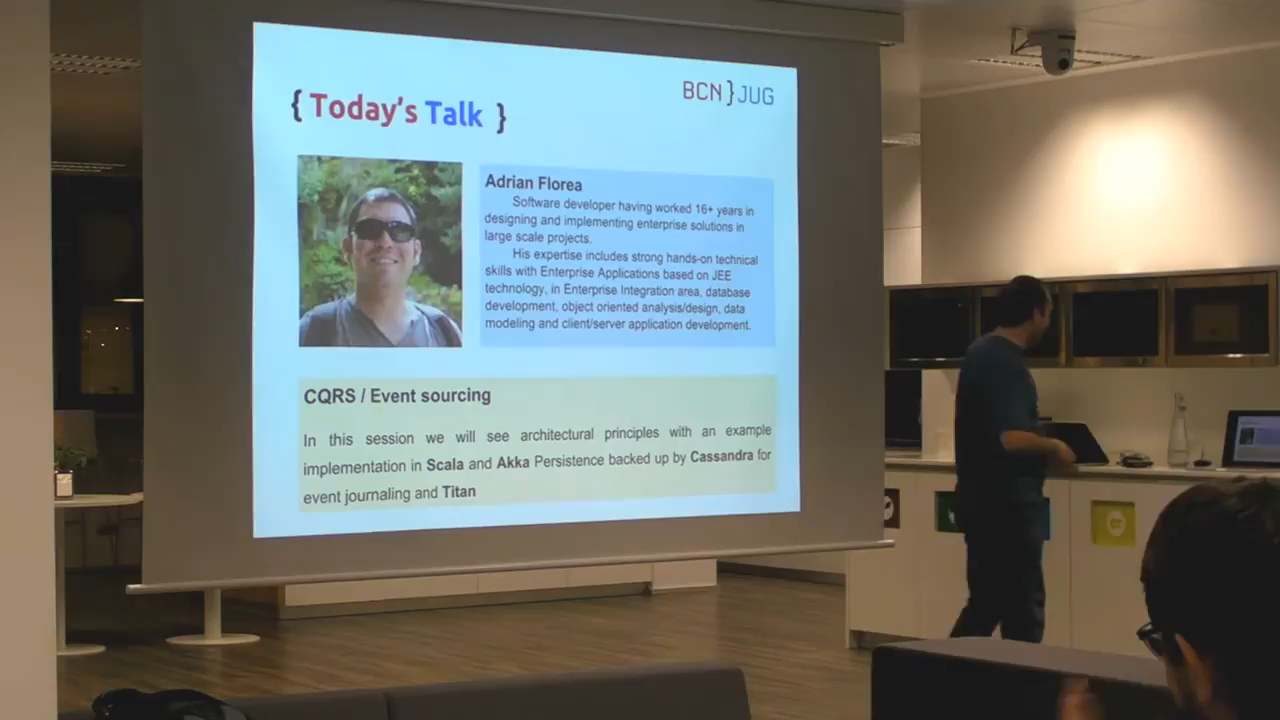 { Today's Talk }
BCN}JUG
Adrian Florea
Software developer having worked 16+ years in
designing and implementing enterprise solutions in
large scale projects.
His expertise includes strong hands-on technical
skills with Enterprise Applications based on JEE
technology, in Enterprise Integration area, database
development, object oriented analysis/design, data
modeling and client/server application development.
CQRS / Event sourcing
In this session we will see architectural principles with an example
implementation in Scala and Akka Persistence backed up by Cassandra for
event journaling and Titan